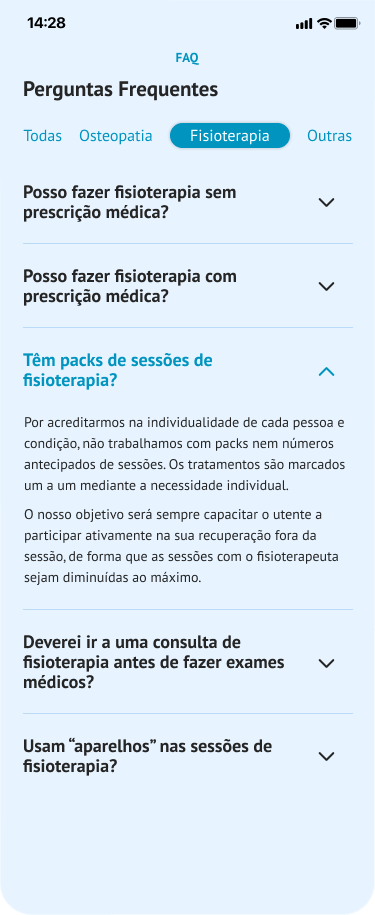 14:28
FAQ
Perguntas Frequentes
Todas Osteopatia Fisioterapia Outras
Posso fazer fisioterapia sem
prescrição médica?
Posso fazer fisioterapia com
prescrição médica?
Têm packs de sessões de
fisioterapia?
Por acreditarmos na individualidade de cada pessoa e
condição, não trabalhamos com packs nem números
antecipados de sessões. Os tratamentos são marcados
um a um mediante a necessidade individual.
O nosso objetivo será sempre capacitar o utente a
participar ativamente na sua recuperação fora da
sessão, de forma que as sessões com o fisioterapeuta
sejam diminuídas ao máximo.
Deverei ir a uma consulta de
fisioterapia antes de fazer exames
médicos?
Usam “aparelhos” nas sessões de
fisioterapia?